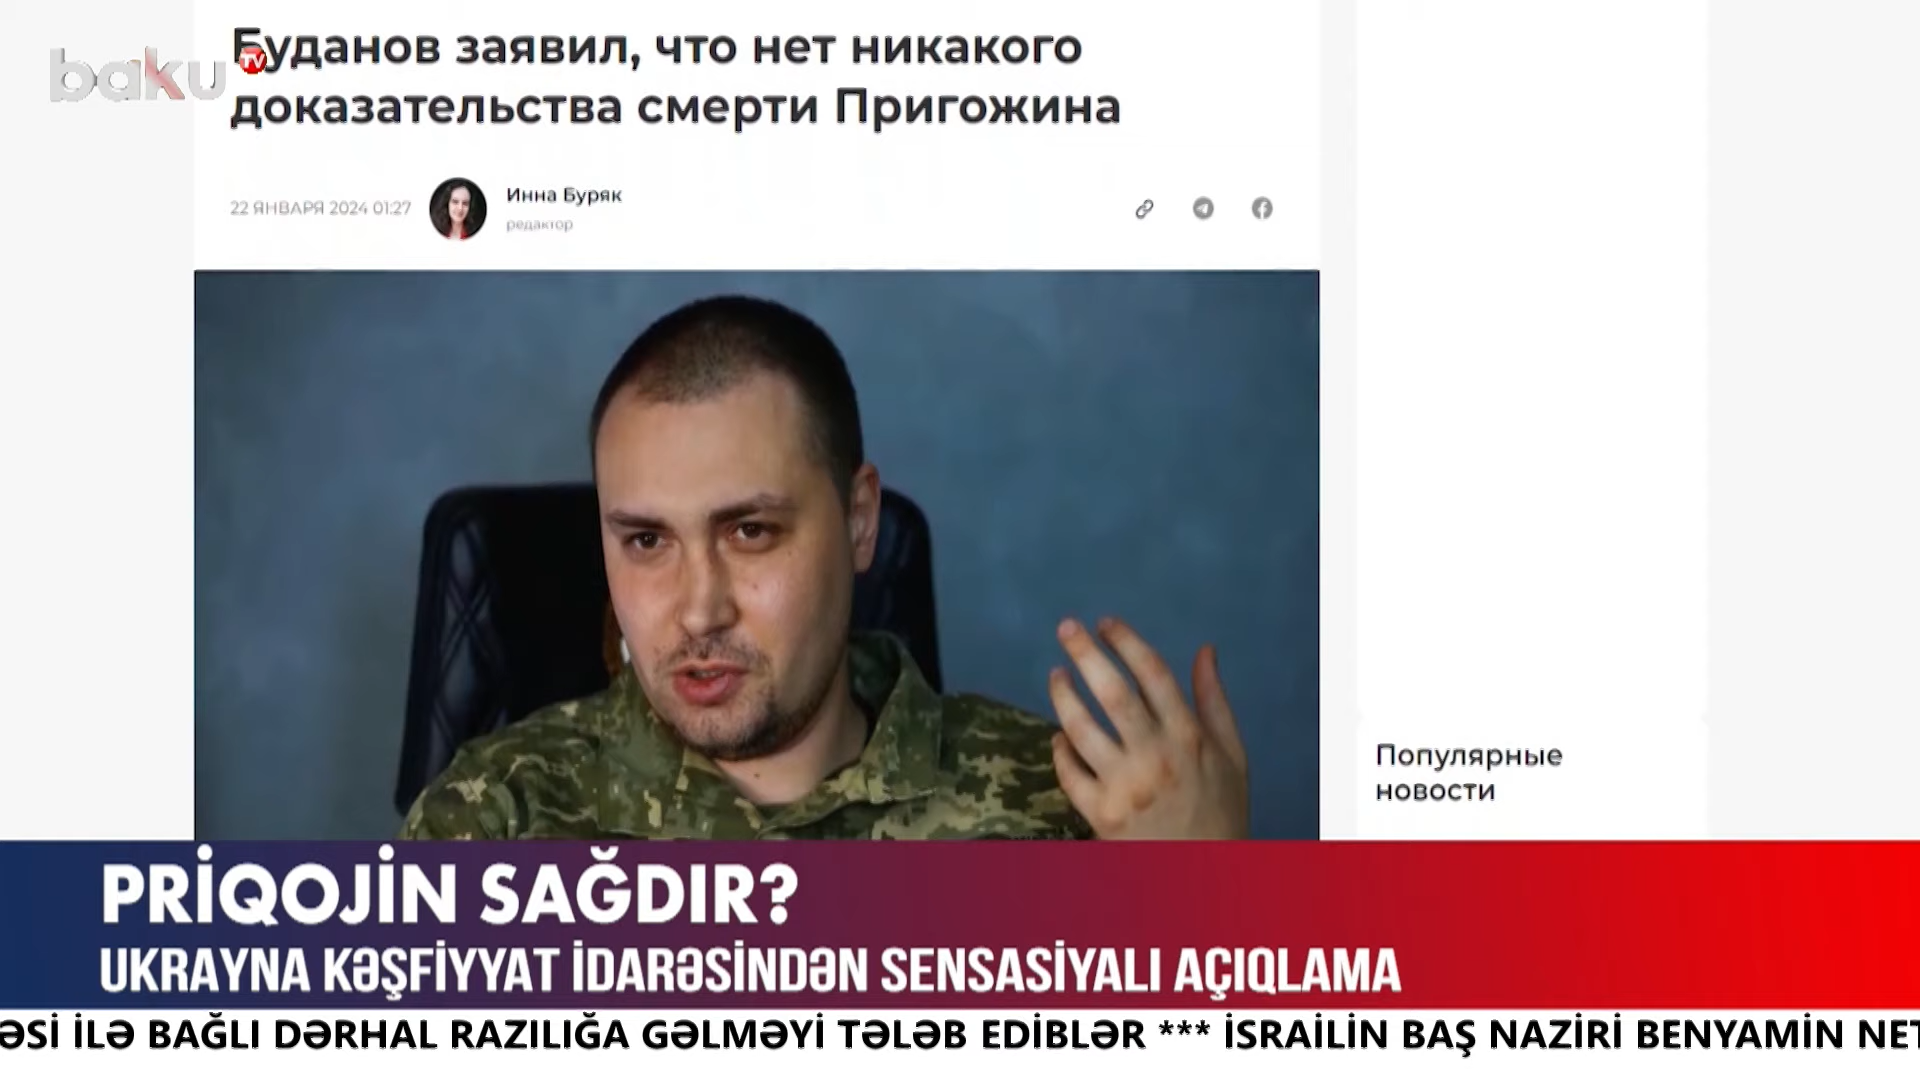 baku TV
Буданов заявил, что нет никакого
доказательства смерти Пригожина
22 ЯНВАРЯ 2024 01:27
Инна Буряк
редактор
Популярные
новости
PRİQOJİN SAĞDIR?
UKRAYNA KƏŞFİYYAT İDARƏSİNDƏN SENSASİYALI AÇIQLAMA
ƏSİ İLƏ BAĞLI DƏRHAL RAZILIĞA GƏLMƏYİ TƏLƏB EDİBLƏR *** İSRAİLİN BAŞ NAZİRİ BENYAMİN NET